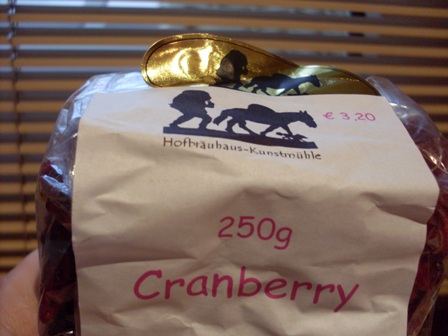 € 3,20
Hofbräuhaus-Kunstmühle
250g
Cranberry